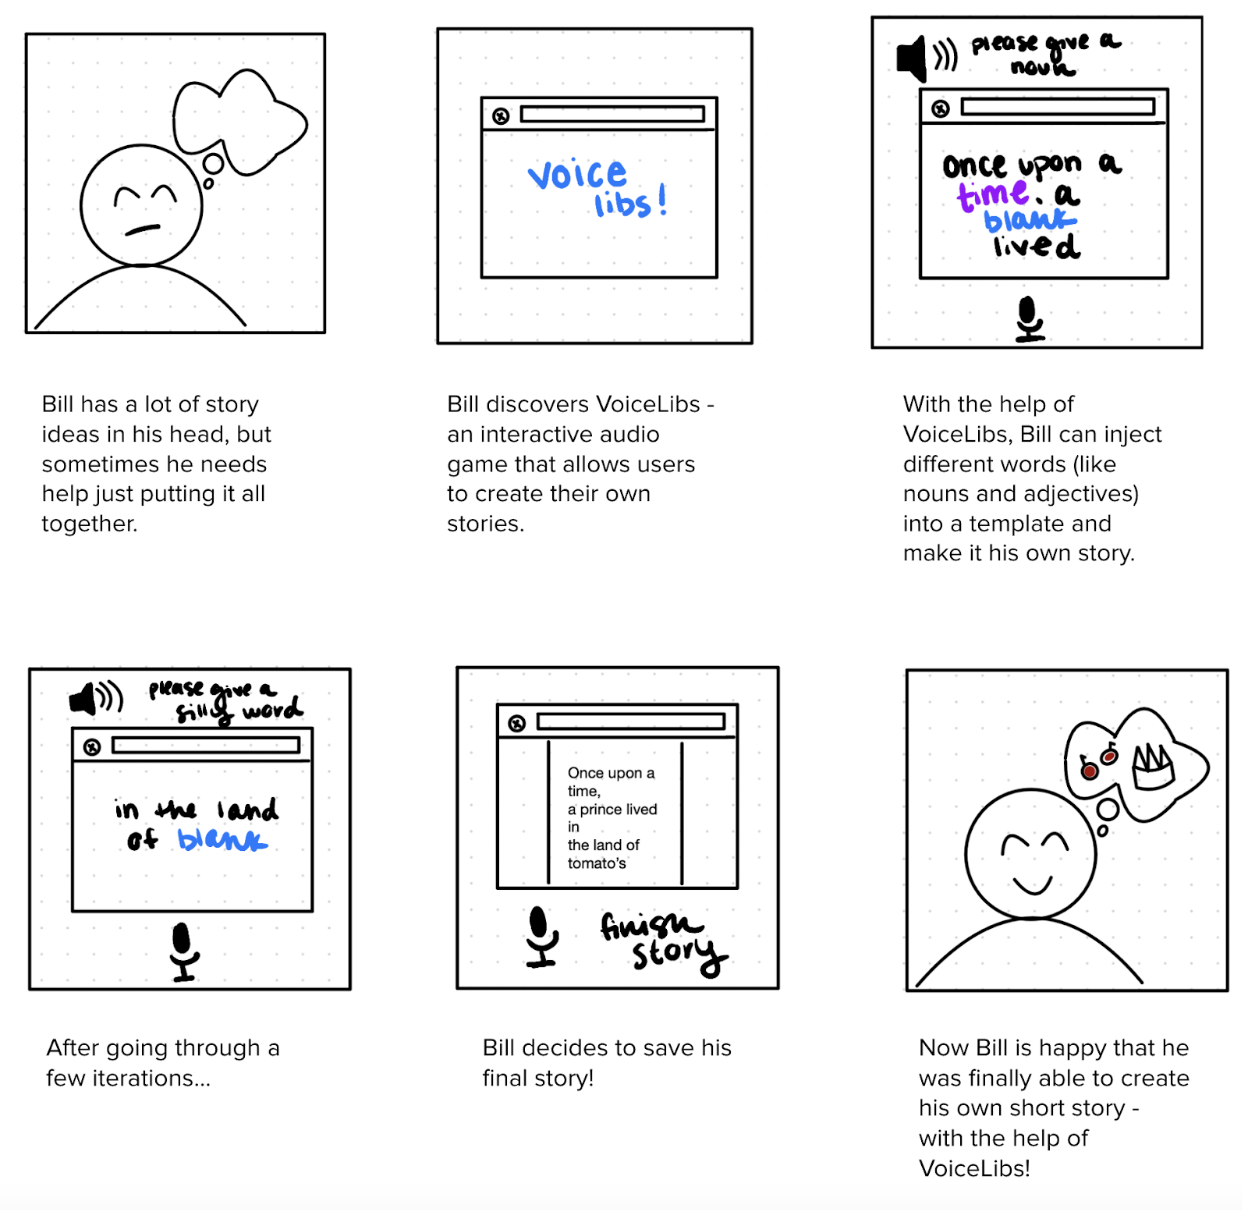 voice
libs!
please give a
noun
once upon a
time. a
blank
lived
Bill has a lot of story
ideas in his head, but
sometimes he needs
help just putting it all
together.
Bill discovers VoiceLibs -
an interactive audio
game that allows users
to create their own
stories.
With the help of
VoiceLibs, Bill can inject
different words (like
nouns and adjectives)
into a template and
make it his own story.
please give a
silly word
in the land
of blank
Once upon a
time,
a prince lived
in
the land of
tomato's
finish
story
After going through a
few iterations...
Bill decides to save his
final story!
Now Bill is happy that he
was finally able to create
his own short story -
with the help of
VoiceLibs!